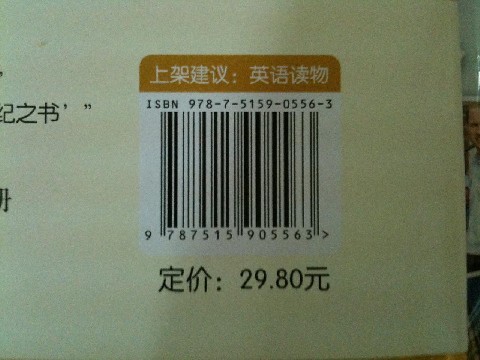 上架建议：英语读物
ISBN 978-7-5159-0556-3
纪之书’”
册
9 787515 905563 >
定价：29.80元